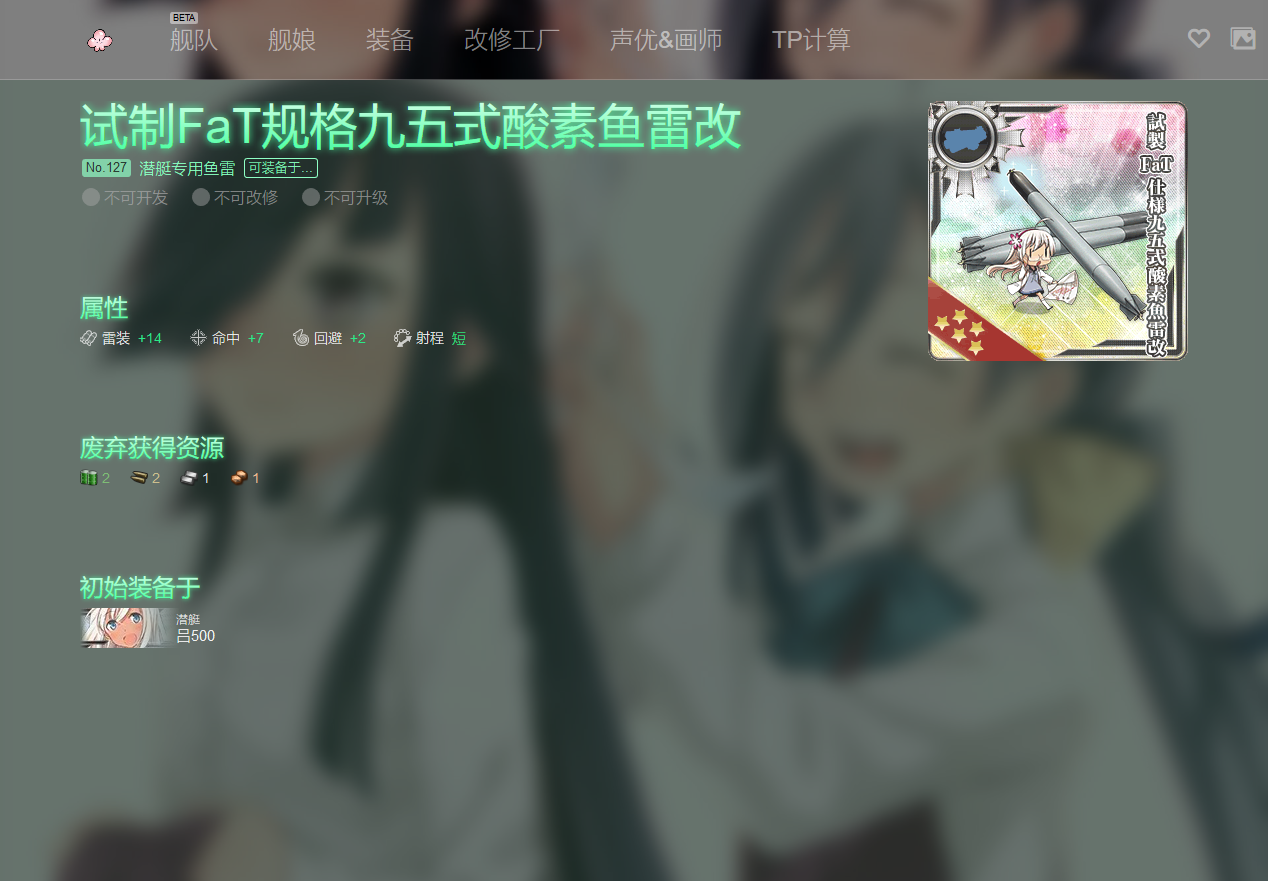 BETA
舰队 舰娘 装备 改修工厂 声优&画师 TP计算
试制FaT规格九五式酸素鱼雷改
No.127 潜艇专用鱼雷 可装备于...
不可开发 不可改修 不可升级
試製FaT仕様九五式酸素魚雷改
属性
雷装 +14 命中 +7 回避 +2 射程 短
废弃获得资源
2 2 1 1
初始装备于
潜艇
吕500